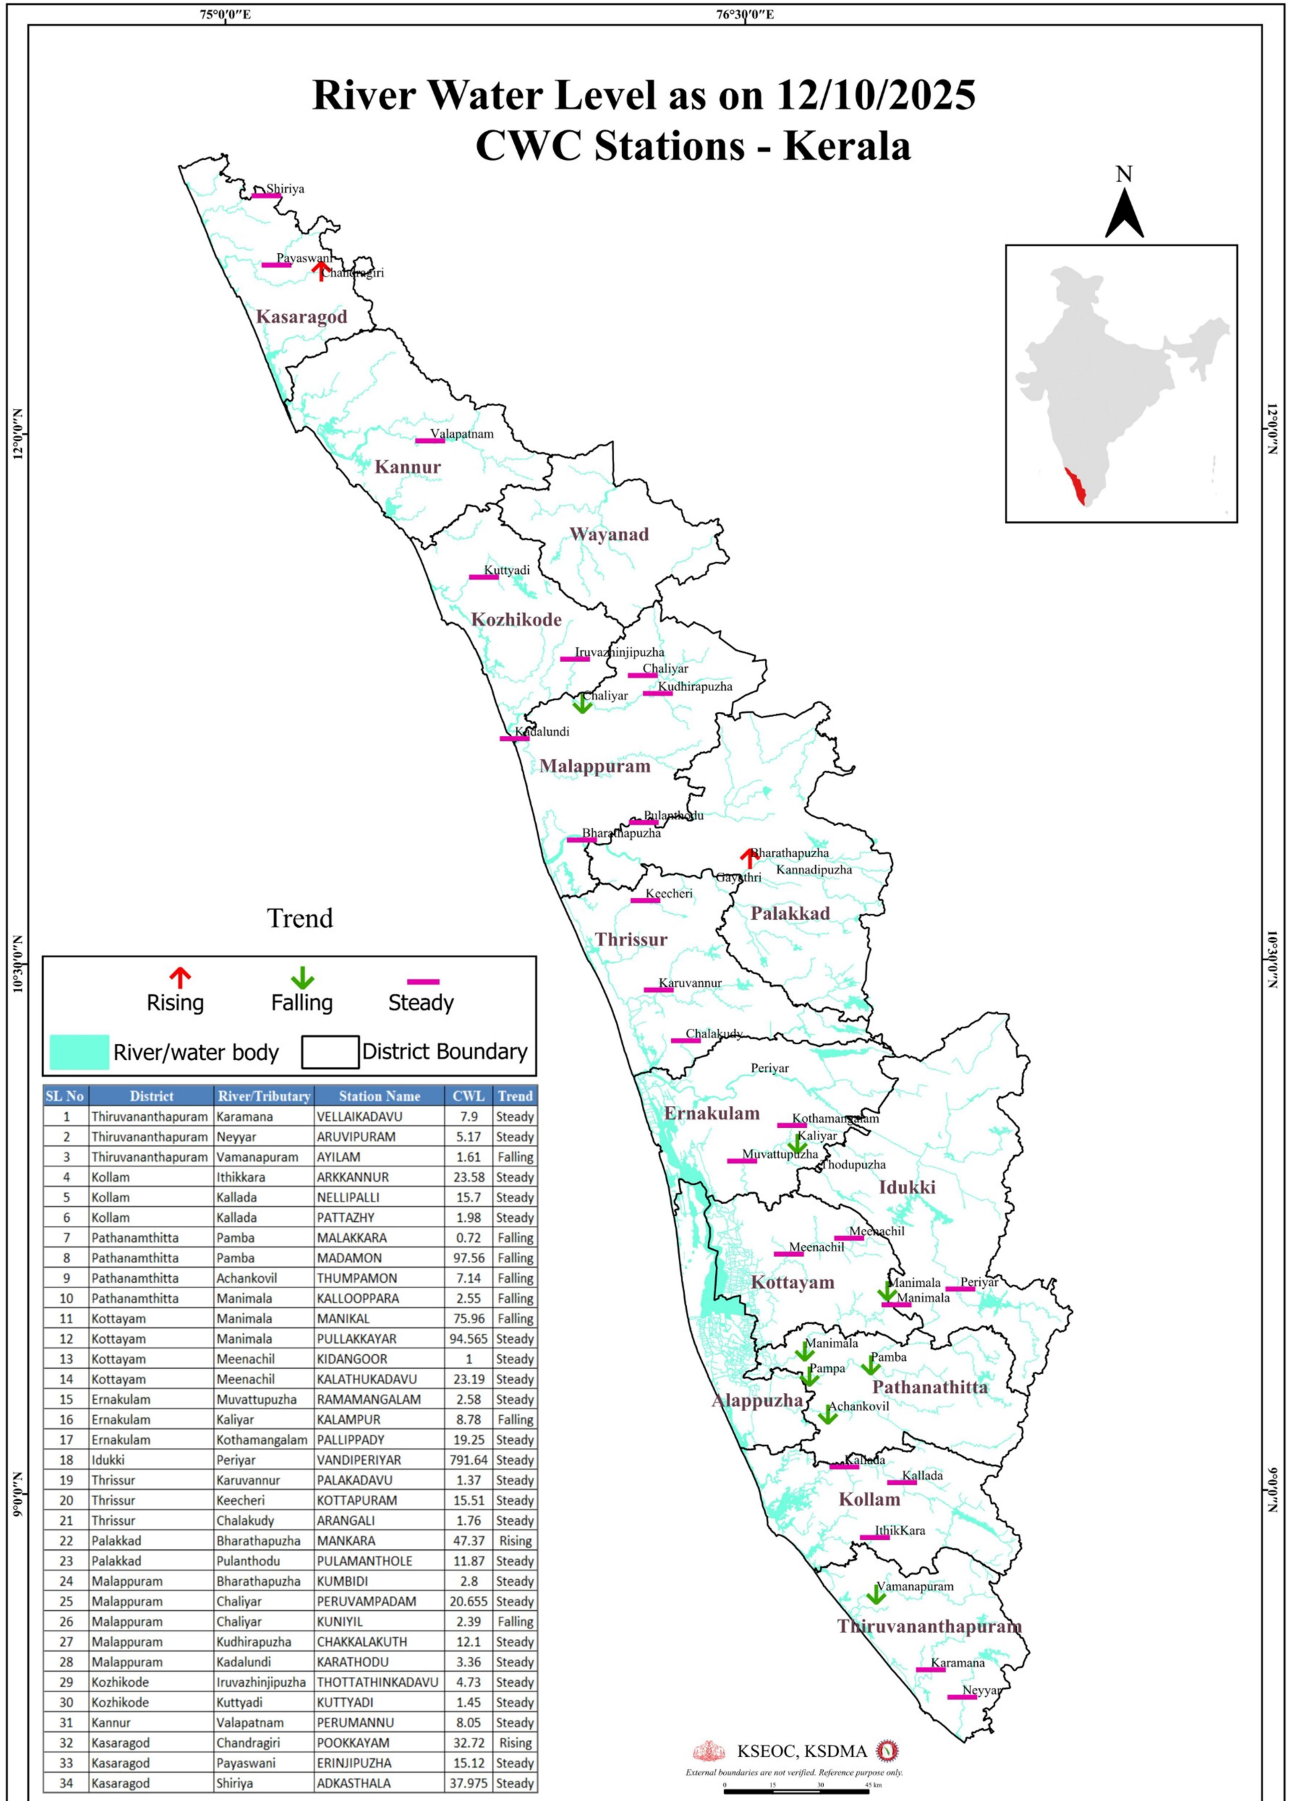 75°0'0"E
76°30'0"E
River Water Level as on 12/10/2025
CWC Stations - Kerala
N
Shiriya
Payaswani
Chandragiri
Kasaragod
12°0'0"N
12°0'0"N
Valapatnam
Kannur
Wayanad
Kuttyadi
Kozhikode
Iruvazhinjipuzha
Chaliyar
Kudhirapuzha
Chaliyar
Kadalundi
Malappuram
Pulanthodu
Bharathapuzha
Bharathapuzha
Kannadipuzha
Gayathri
Keecheri
Palakkad
Thrissur
10°30'0"N
10°30'0"N
Karuvannur
Chalakudy
Periyar
Ernakulam
Kothamangalam
Kaliyar
Muvattupuzha
Thodupuzha
Idukki
Meenachil
Meenachil
Kottayam
Manimala
Periyar
Manimala
Manimala
Pamba
Pampa
Pathanathitta
Alappuzha
Achankovil
Kallada
Kallada
9°0'0"N
9°0'0"N
Kollam
IthikKara
Vamanapuram
Thiruvananthapuram
Karamana
Neyyar
Trend
Rising Falling Steady
River/water body District Boundary
SL No District River/Tributary Station Name CWL Trend
1 Thiruvananthapuram Karamana VELLAIKADAVU 7.9 Steady
2 Thiruvananthapuram Neyyar ARUVIPURAM 5.17 Steady
3 Thiruvananthapuram Vamanapuram AYILAM 1.61 Falling
4 Kollam Ithikkara ARKKANNUR 23.58 Steady
5 Kollam Kallada NELLIPALLI 15.7 Steady
6 Kollam Kallada PATTAZHY 1.98 Steady
7 Pathanamthitta Pamba MALAKKARA 0.72 Falling
8 Pathanamthitta Pamba MADAMON 97.56 Falling
9 Pathanamthitta Achankovil THUMPAMON 7.14 Falling
10 Pathanamthitta Manimala KALLOOPPARA 2.55 Falling
11 Kottayam Manimala MANIKAL 75.96 Falling
12 Kottayam Manimala PULLAKKAYAR 94.565 Steady
13 Kottayam Meenachil KIDANGOOR 1 Steady
14 Kottayam Meenachil KALATHUKADAVU 23.19 Steady
15 Ernakulam Muvattupuzha RAMAMANGALAM 2.58 Steady
16 Ernakulam Kaliyar KALAMPUR 8.78 Falling
17 Ernakulam Kothamangalam PALLIPPADY 19.25 Steady
18 Idukki Periyar VANDIPERIYAR 791.64 Steady
19 Thrissur Karuvannur PALAKADAVU 1.37 Steady
20 Thrissur Keecheri KOTTAPURAM 15.51 Steady
21 Thrissur Chalakudy ARANGALI 1.76 Steady
22 Palakkad Bharathapuzha MANKARA 47.37 Rising
23 Palakkad Pulanthodu PULAMANTHOLE 11.87 Steady
24 Malappuram Bharathapuzha KUMBIDI 2.8 Steady
25 Malappuram Chaliyar PERUVAMPADAM 20.655 Steady
26 Malappuram Chaliyar KUNIYIL 2.39 Falling
27 Malappuram Kudhirapuzha CHAKKALAKUTH 12.1 Steady
28 Malappuram Kadalundi KARATHODU 3.36 Steady
29 Kozhikode Iruvazhinjipuzha THOTTATHINKADAVU 4.73 Steady
30 Kozhikode Kuttyadi KUTTYADI 1.45 Steady
31 Kannur Valapatnam PERUMANNU 8.05 Steady
32 Kasaragod Chandragiri POOKKAYAM 32.72 Rising
33 Kasaragod Payaswani ERINJIPUZHA 15.12 Steady
34 Kasaragod Shiriya ADKASTHALA 37.975 Steady
KSEOC, KSDMA
External boundaries are not verified. Reference purpose only.
0 15 30 45 km